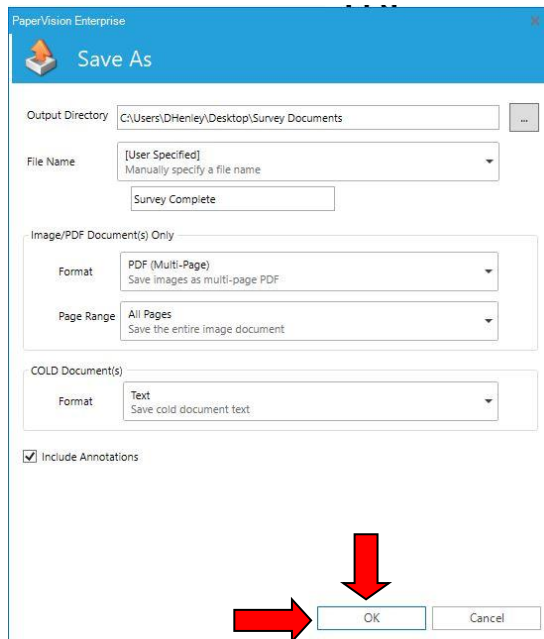 PaperVision Enterprise
Save As
Output Directory C:\Users\DHenley\Desktop\Survey Documents ...
File Name [User Specified]
Manually specify a file name
Survey Complete
Image/PDF Document(s) Only
Format PDF (Multi-Page)
Save images as multi-page PDF
Page Range All Pages
Save the entire image document
COLD Document(s)
Format Text
Save cold document text
Include Annotations
OK Cancel